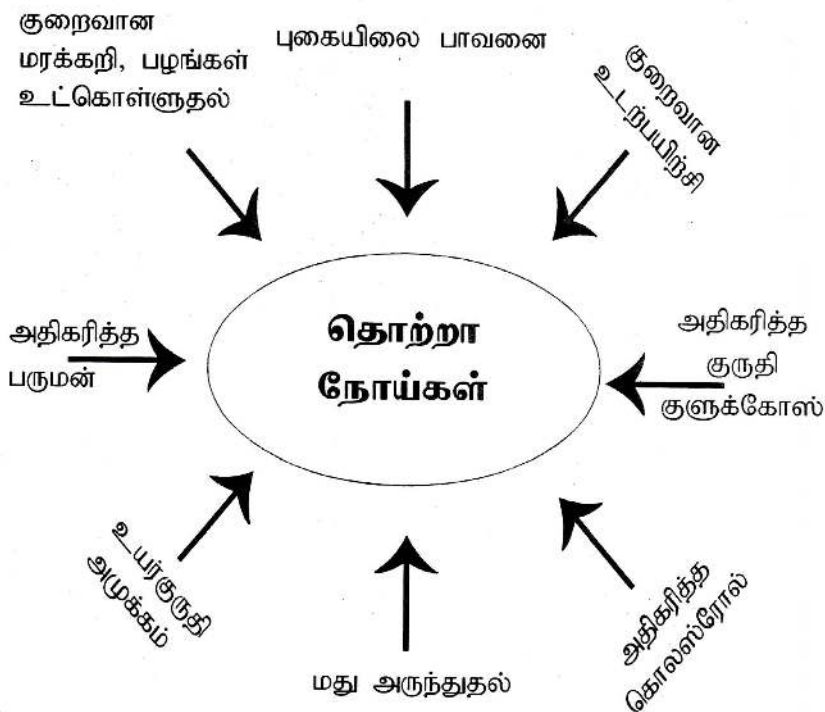 குறைவான
மரக்கறி, பழங்கள்
உட்கொள்ளுதல்
புகையிலை பாவனை
குறைவான
உடற்பயிற்சி
தொற்றா
நோய்கள்
அதிகரித்த
பருமன்
அதிகரித்த
குருதி
குளுக்கோஸ்
உயர்குருதி
அமுக்கம்
மது அருந்துதல்
அதிகரித்த
கொலஸ்ரோல்